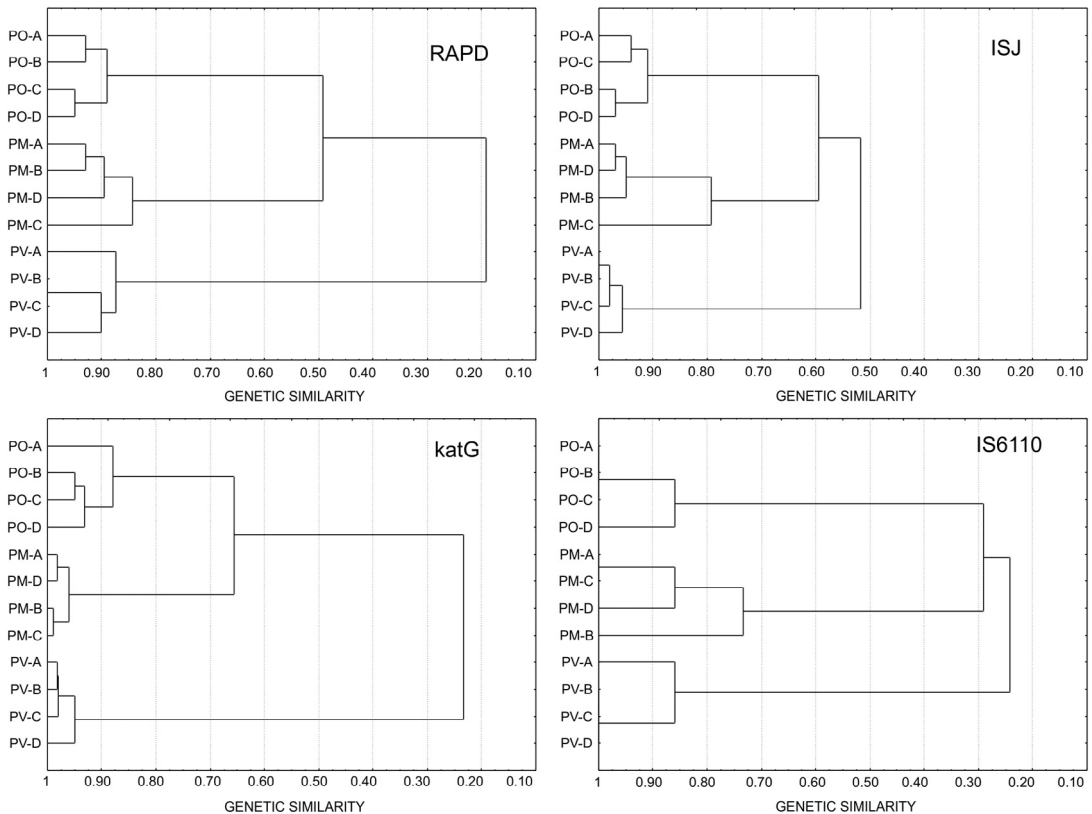 RAPD
PO-A
PO-B
PO-C
PO-D
PM-A
PM-B
PM-D
PM-C
PV-A
PV-B
PV-C
PV-D
1 0.90 0.80 0.70 0.60 0.50 0.40 0.30 0.20 0.10
GENETIC SIMILARITY
ISJ
PO-A
PO-C
PO-B
PO-D
PM-A
PM-D
PM-B
PM-C
PV-A
PV-B
PV-C
PV-D
1 0.90 0.80 0.70 0.60 0.50 0.40 0.30 0.20 0.10
GENETIC SIMILARITY
katG
PO-A
PO-B
PO-C
PO-D
PM-A
PM-D
PM-B
PM-C
PV-A
PV-B
PV-C
PV-D
1 0.90 0.80 0.70 0.60 0.50 0.40 0.30 0.20 0.10
GENETIC SIMILARITY
IS6110
PO-A
PO-B
PO-C
PO-D
PM-A
PM-C
PM-D
PM-B
PV-A
PV-B
PV-C
PV-D
1 0.90 0.80 0.70 0.60 0.50 0.40 0.30 0.20 0.10
GENETIC SIMILARITY